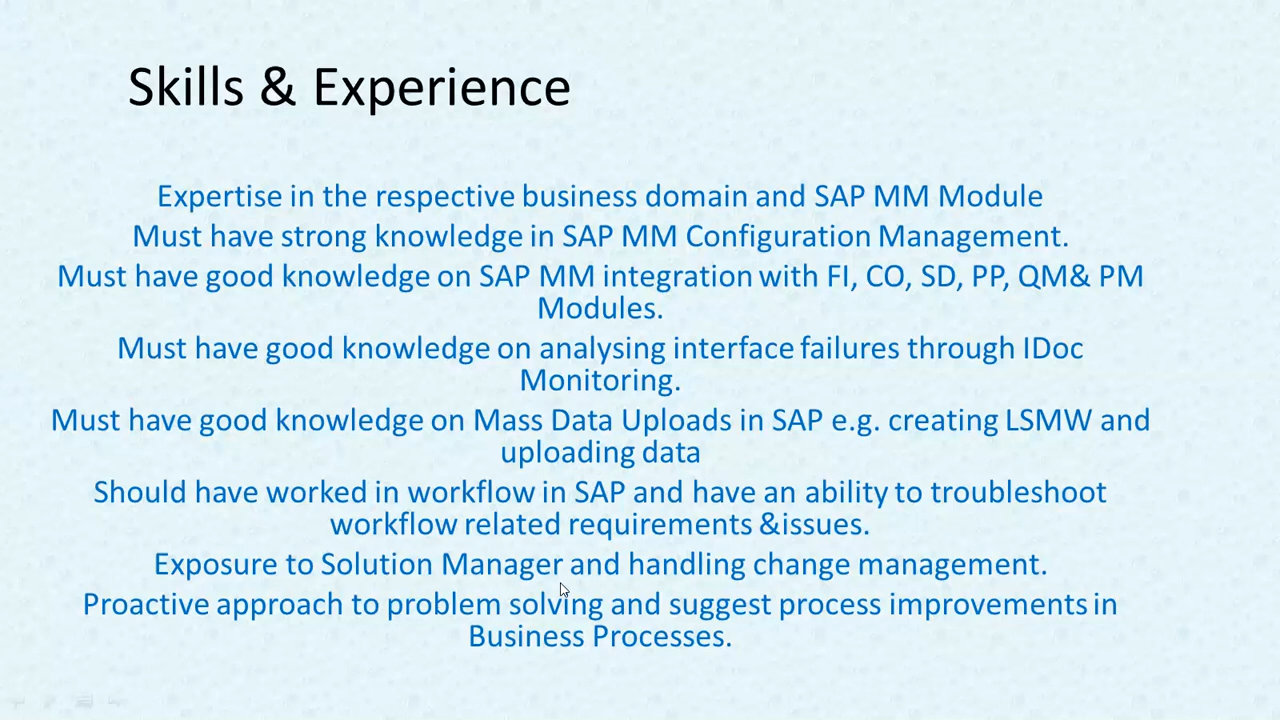 Skills & Experience
Expertise in the respective business domain and SAP MM Module
Must have strong knowledge in SAP MM Configuration Management.
Must have good knowledge on SAP MM integration with FI, CO, SD, PP, QM& PM
Modules.
Must have good knowledge on analysing interface failures through IDoc
Monitoring.
Must have good knowledge on Mass Data Uploads in SAP e.g. creating LSMW and
uploading data
Should have worked in workflow in SAP and have an ability to troubleshoot
workflow related requirements &issues.
Exposure to Solution Manager and handling change management.
Proactive approach to problem solving and suggest process improvements in
Business Processes.